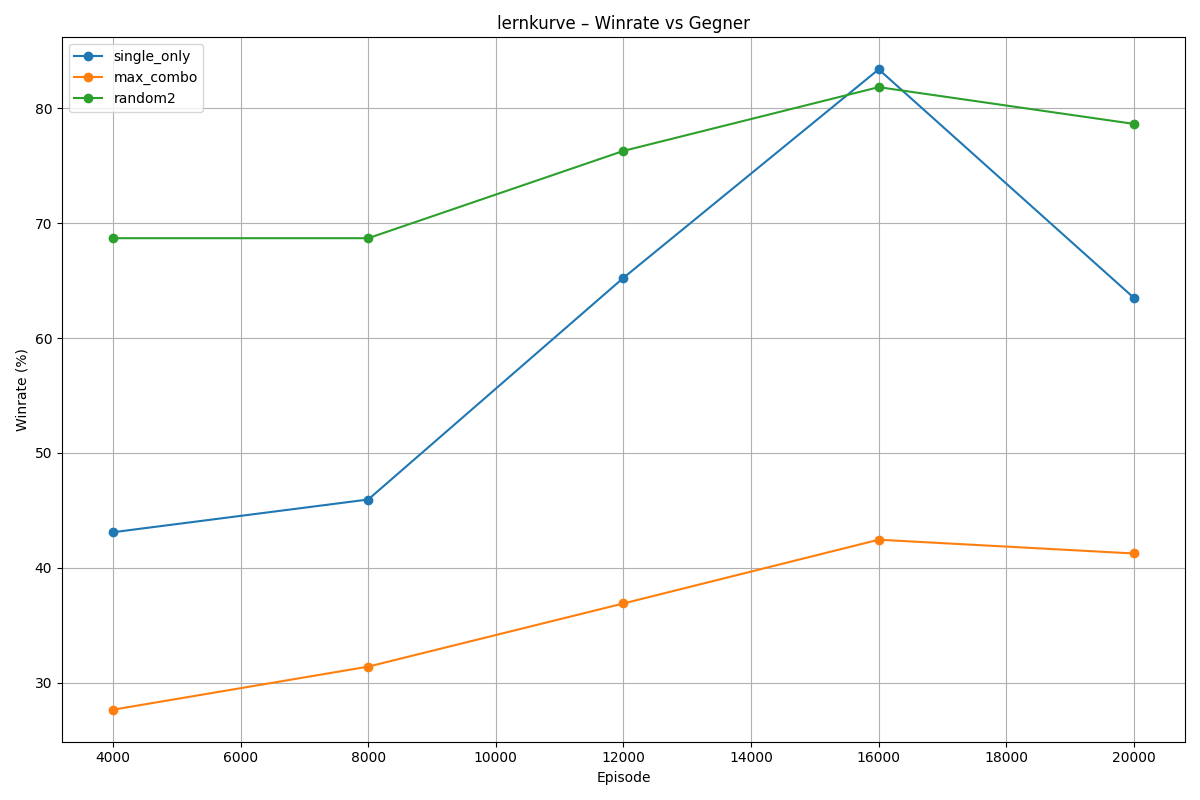 lernkurve – Winrate vs Gegner
single_only
max_combo
random2
Winrate (%)
80
70
60
50
40
30
4000 6000 8000 10000 12000 14000 16000 18000 20000
Episode